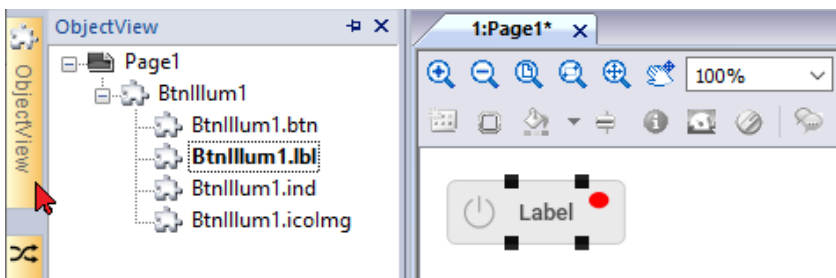 ObjectView
ObjectView
Page1
BtnIllum1
BtnIllum1.btn
BtnIllum1.lbl
BtnIllum1.ind
BtnIllum1.icoImg
1:Page1* x
100%
Label